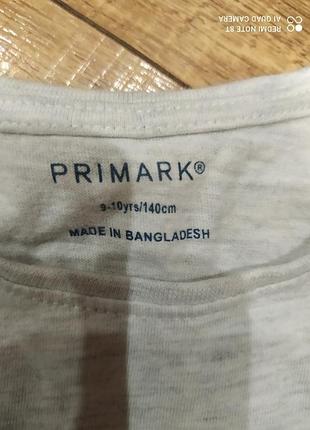 REDMI NOTE 8T
AI QUAD CAMERA
PRIMARK®
9-10yrs/140cm
MADE IN BANGLADESH